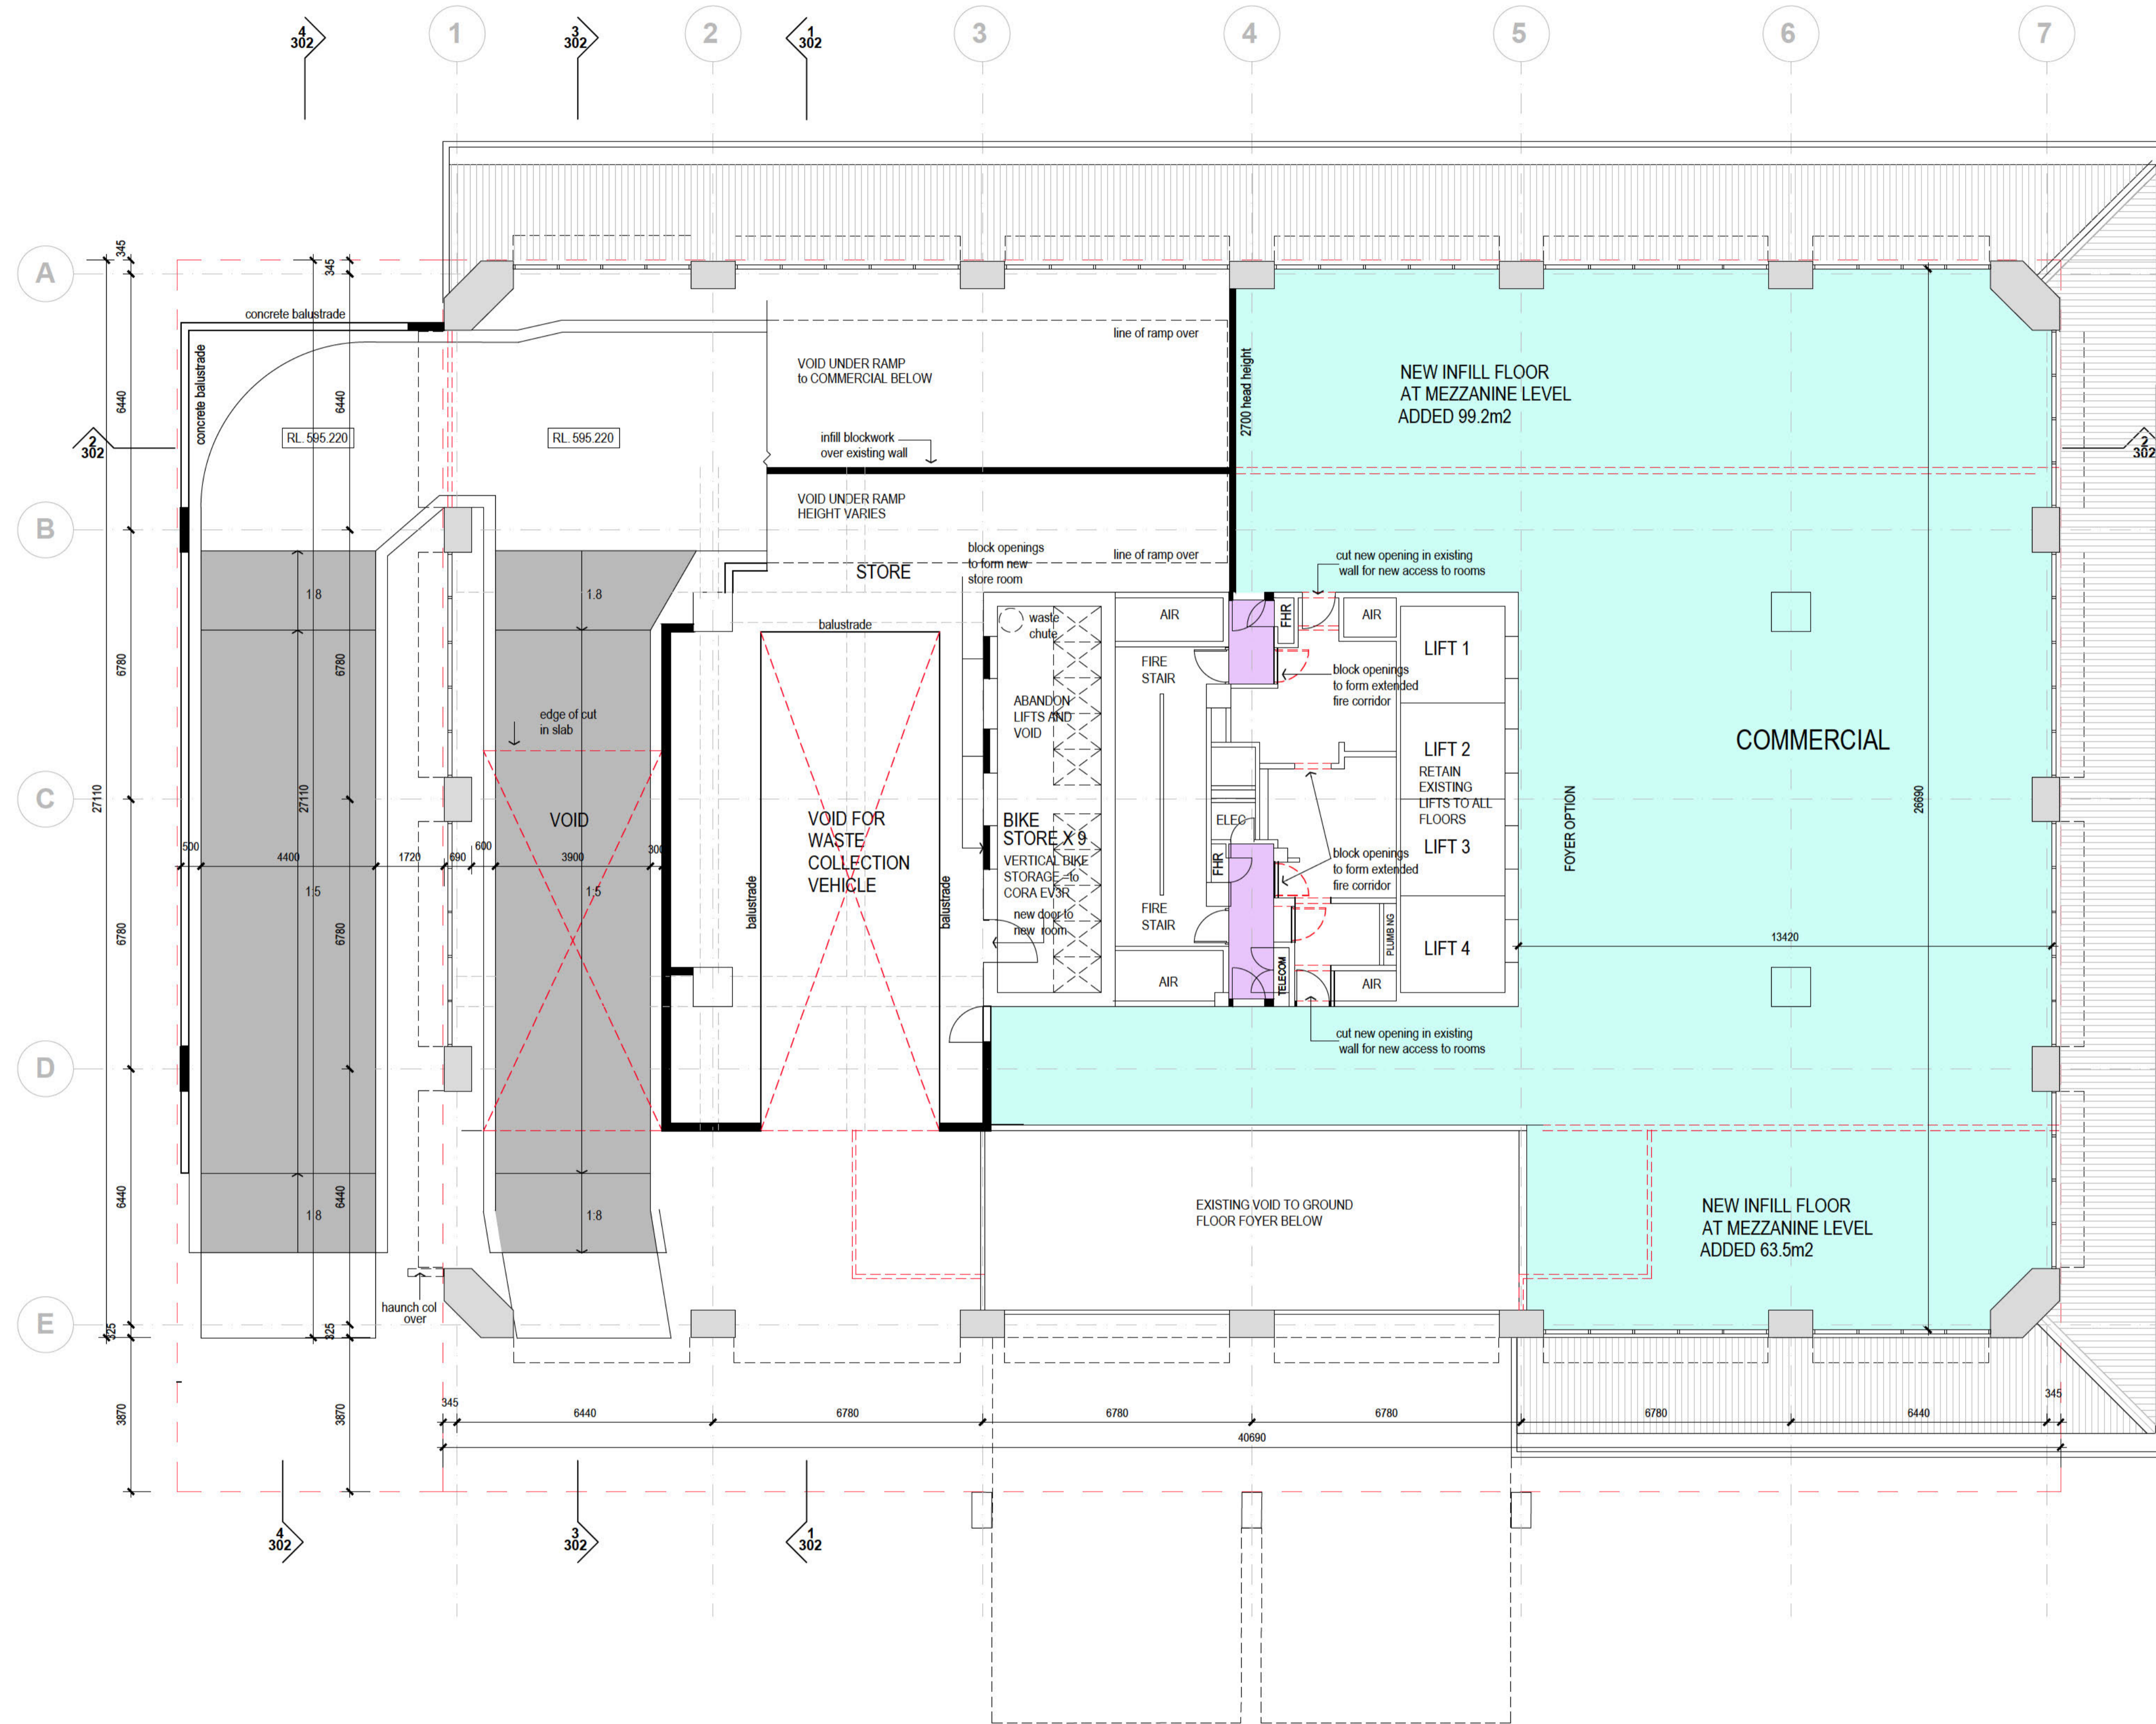 4
302
1
3
302
2
1
302
3
4
5
6
7
A
B
C
D
E
345
6440
6780
6780
6440
325
3870
27110
345
6440
6780
6780
6440
325
3870
27110
concrete balustrade
concrete balustrade
RL. 595.220
RL. 595.220
2
302
2
302
VOID UNDER RAMP
to COMMERCIAL BELOW
line of ramp over
2700 head height
infill blockwork
over existing wall
VOID UNDER RAMP
HEIGHT VARIES
line of ramp over
NEW INFILL FLOOR
AT MEZZANINE LEVEL
ADDED 99.2m2
block openings
to form new
store room
STORE
cut new opening in existing
wall for new access to rooms
1:8
1:8
balustrade
waste
chute
AIR
FHR
AIR
LIFT 1
FIRE
STAIR
block openings
to form extended
fire corridor
ABANDON
LIFTS AND
VOID
edge of cut
in slab
LIFT 2
RETAIN
EXISTING
LIFTS TO ALL
FLOORS
COMMERCIAL
FOYER OPTION
26690
VOID
VOID FOR
WASTE
COLLECTION
VEHICLE
balustrade
balustrade
BIKE
STORE X 9
VERTICAL BIKE
STORAGE -to
CORA EV3R
new door to
new room
ELEC
FHR
LIFT 3
block openings
to form extended
fire corridor
500
4400
1720
690
600
3900
300
1:5
1:5
FIRE
STAIR
PLUMB NG
LIFT 4
13420
AIR
TELECOM
AIR
cut new opening in existing
wall for new access to rooms
EXISTING VOID TO GROUND
FLOOR FOYER BELOW
NEW INFILL FLOOR
AT MEZZANINE LEVEL
ADDED 63.5m2
1:8
1:8
haunch col
over
345
6440
6780
6780
6780
6780
6440
345
40690
4
302
3
302
1
302